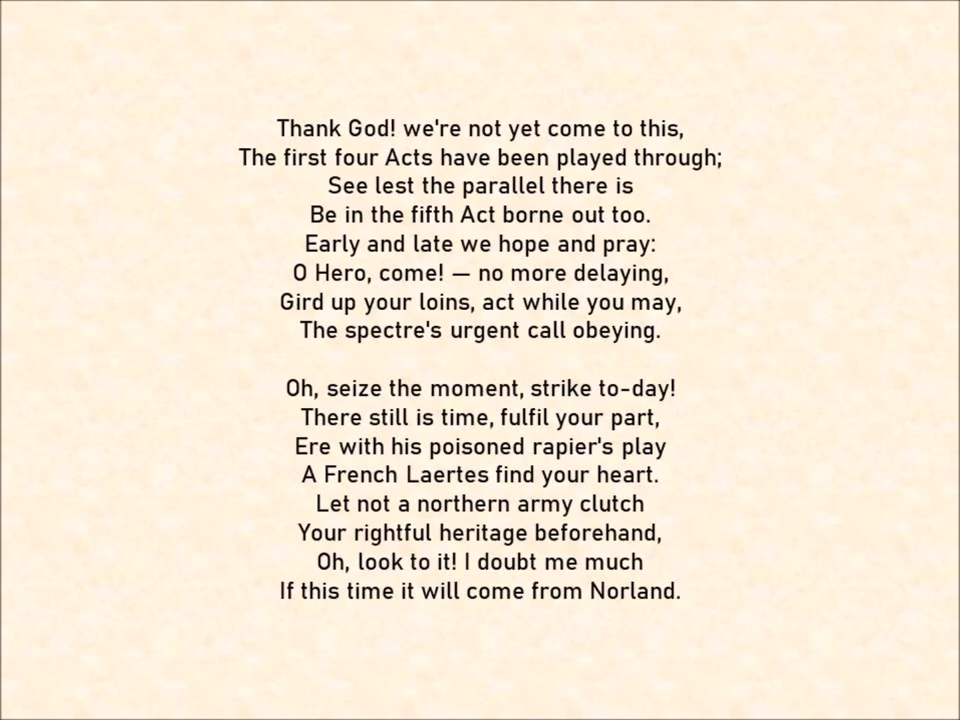 Thank God! we're not yet come to this,
The first four Acts have been played through;
See lest the parallel there is
Be in the fifth Act borne out too.
Early and late we hope and pray:
O Hero, come! — no more delaying,
Gird up your loins, act while you may,
The spectre's urgent call obeying.

Oh, seize the moment, strike to-day!
There still is time, fulfil your part,
Ere with his poisoned rapier's play
A French Laertes find your heart.
Let not a northern army clutch
Your rightful heritage beforehand,
Oh, look to it! I doubt me much
If this time it will come from Norland.